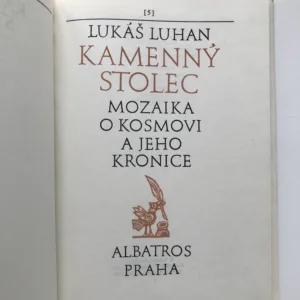 [5]
LUKÁŠ LUHAN
KAMENNÝ
STOLEC
MOZAIKA
O KOSMOVI
A JEHO
KRONICE
ALBATROS
PRAHA